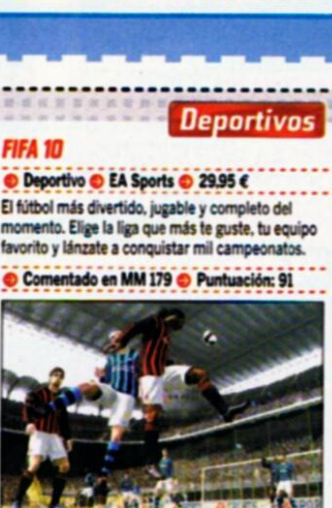 Deportivos
FIFA 10
Deportivo EA Sports 29,95 €
El fútbol más divertido, jugable y completo del
momento. Elige la liga que más te guste, tu equipo
favorito y lánzate a conquistar mil campeonatos.
Comentado en MM 179 Puntuación: 91